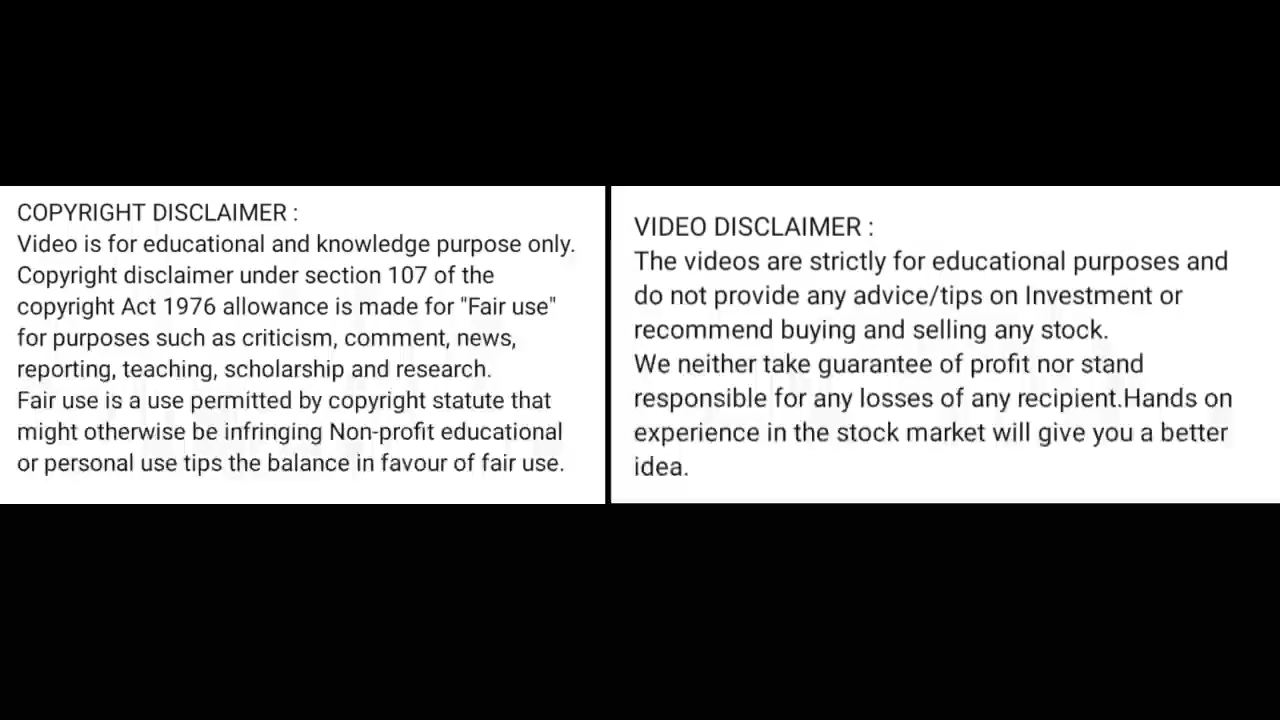 COPYRIGHT DISCLAIMER :
Video is for educational and knowledge purpose only.
Copyright disclaimer under section 107 of the
copyright Act 1976 allowance is made for "Fair use"
for purposes such as criticism, comment, news,
reporting, teaching, scholarship and research.
Fair use is a use permitted by copyright statute that
might otherwise be infringing Non-profit educational
or personal use tips the balance in favour of fair use.
VIDEO DISCLAIMER :
The videos are strictly for educational purposes and
do not provide any advice/tips on Investment or
recommend buying and selling any stock.
We neither take guarantee of profit nor stand
responsible for any losses of any recipient.Hands on
experience in the stock market will give you a better
idea.